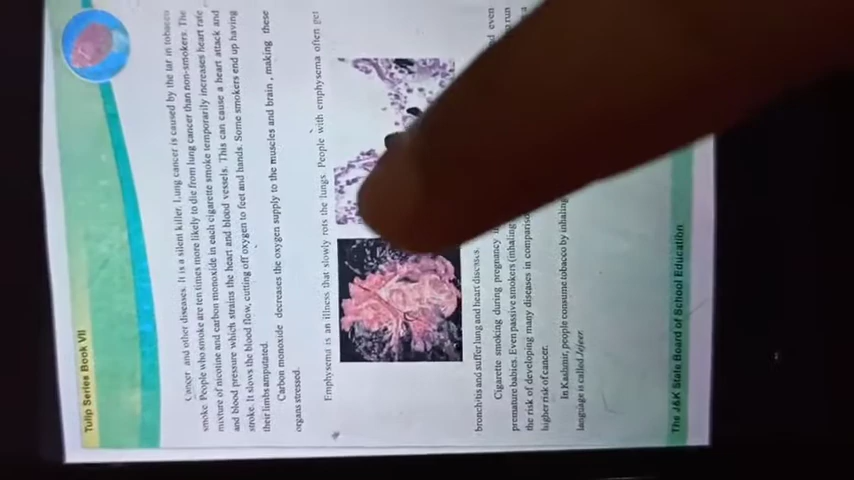 Tulip Series Book VII
Cancer and other diseases. It is a silent killer. Lung cancer is caused by the tar in tobacco
smoke. People who smoke are ten times more likely to die from lung cancer than non-smokers. The
mixture of nicotine and carbon monoxide in each cigarette smoke temporarily increases heart rate
and blood pressure which strains the heart and blood vessels. This can cause a heart attack and
stroke. It slows the blood flow, cutting off oxygen to feet and hands. Some smokers end up having
their limbs amputated.
Carbon monoxide decreases the oxygen supply to the muscles and brain , making these
organs stressed.
Emphysema is an illness that slowly rots the lungs. People with emphysema often get
bronchitis and suffer lung and heart diseases.
Cigarette smoking during pregnancy even
premature babies. Even passive smokers (inhaling
the risk of developing many diseases in comparison
higher risk of cancer.
In Kashmir, people consume tobacco by inhaling
language is called Jejeer.
The J&K State Board of School Education